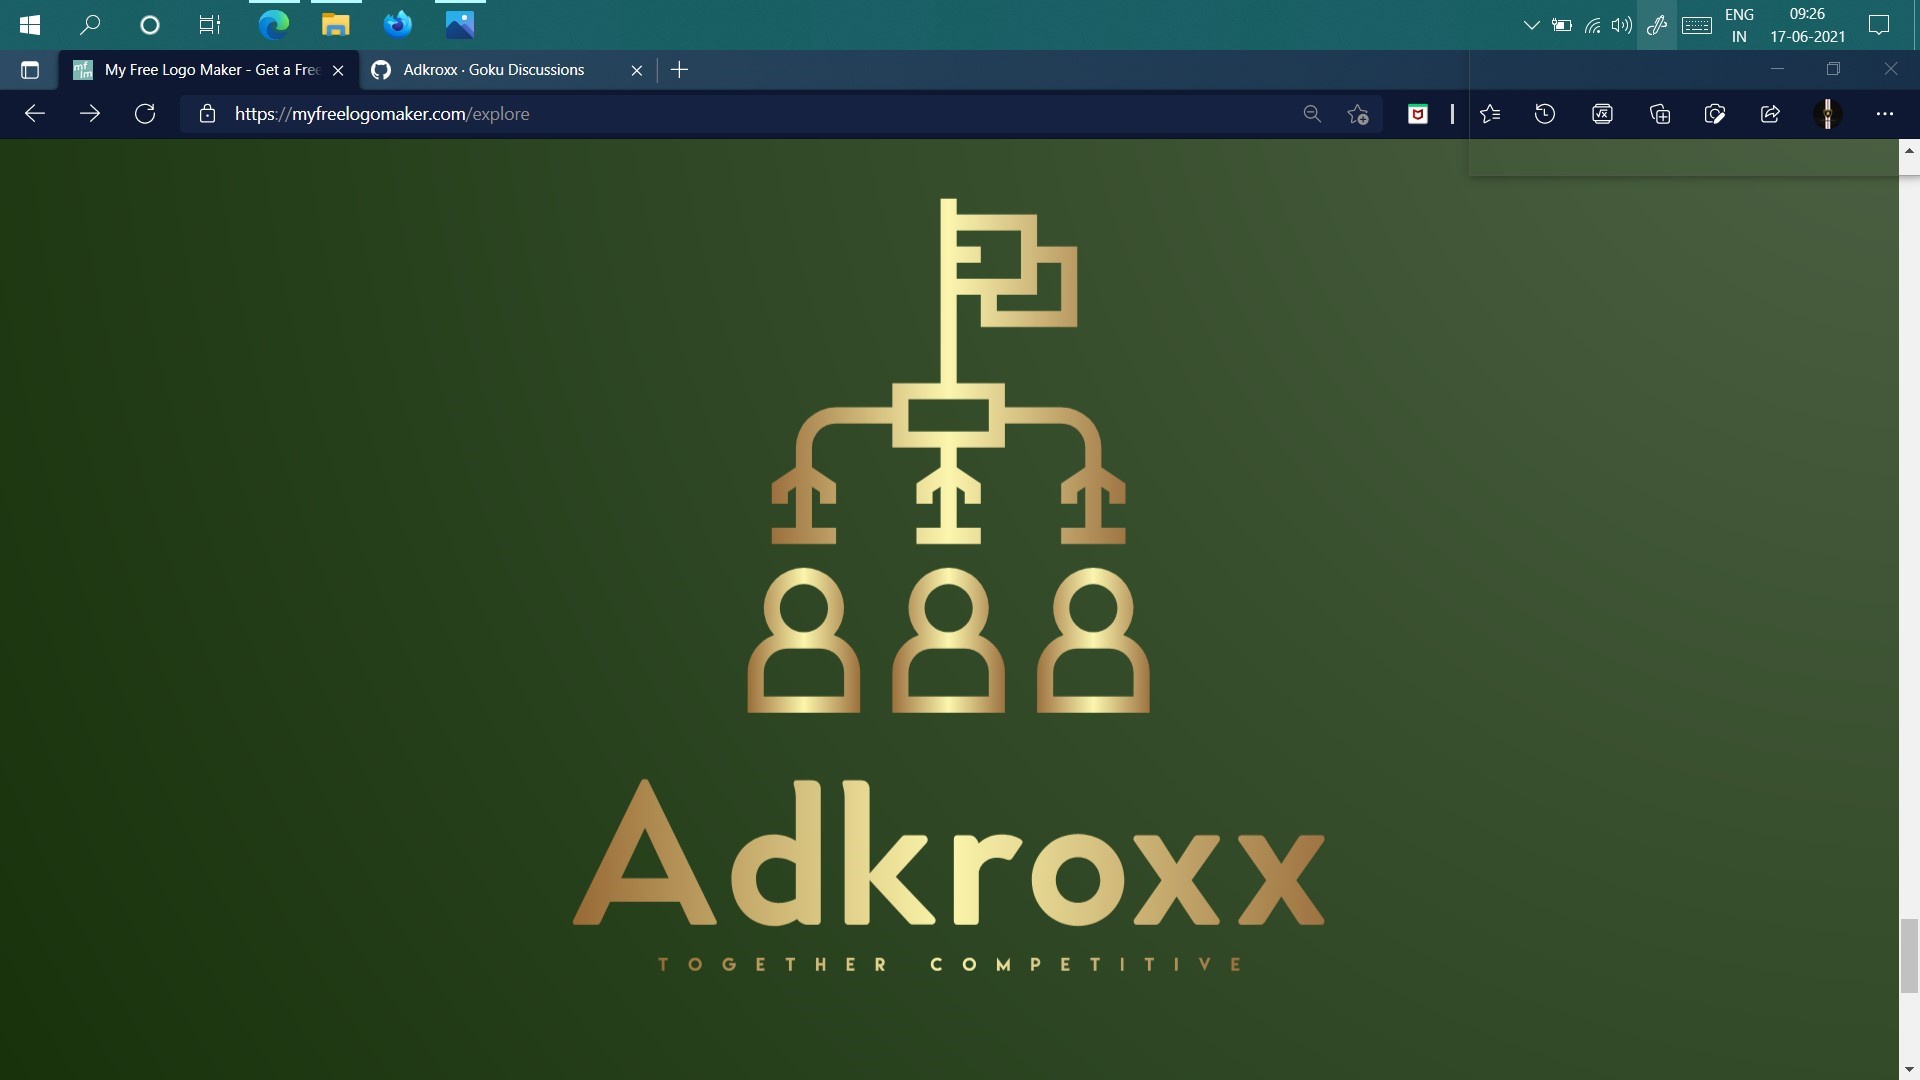 ENG
IN
09:26
17-06-2021
My Free Logo Maker - Get a Free
Adkroxx · Goku Discussions
https://myfreelogomaker.com/explore
Adkroxx
TOGETHER COMPETITIVE